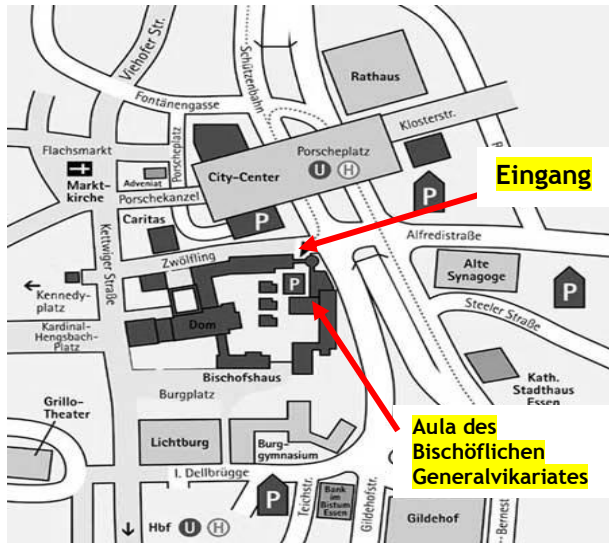 Viehofer Str.
Schützenbahn
Rathaus
Fontänengasse
Klosterstr.
Flachsmarkt
Porscheplatz
Porscheplatz
U H
City-Center
Adveniat
Markt-
kirche
Porschekanzel
Caritas
P
P
Eingang
Kettwiger Straße
Zwölfling
Alfredistraße
Alte
Synagoge
P
P
Kennedy-
platz
Steeler Straße
Kardinal-
Hengsbach-
Platz
Dom
Bischofshaus
Kath.
Stadthaus
Essen
Burgplatz
Grillo-
Theater
Lichtburg
Burg-
gymnasium
Aula des
Bischöflichen
Generalvikariates
I. Dellbrügge
P
Teichstr.
Bank
im
Bistum
Essen
Gildehofstr.
Gildehof
Hbf U H